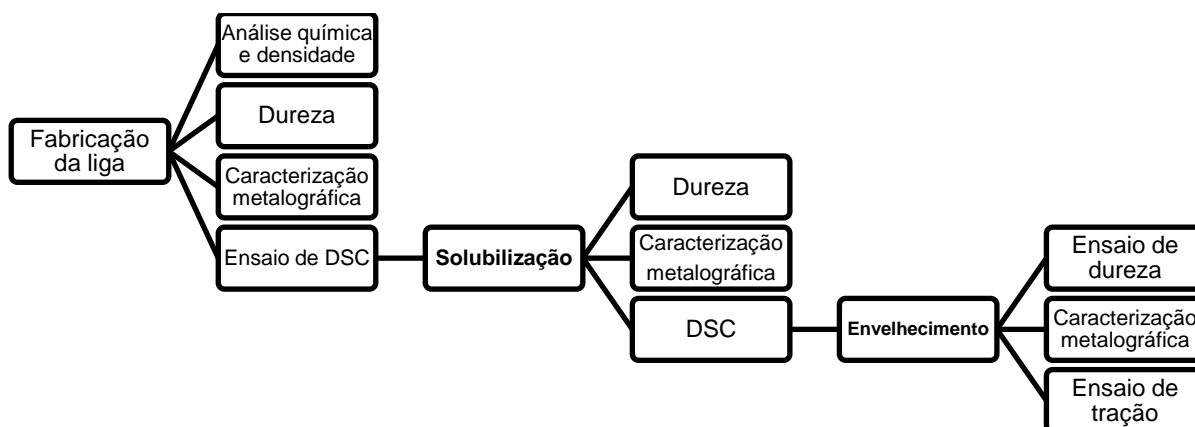 Fabricação
da liga
Análise química
e densidade
Dureza
Caracterização
metalográfica
Ensaio de DSC
Solubilização
Dureza
Caracterização
metalográfica
DSC
Envelhecimento
Ensaio de
dureza
Caracterização
metalográfica
Ensaio de
tração